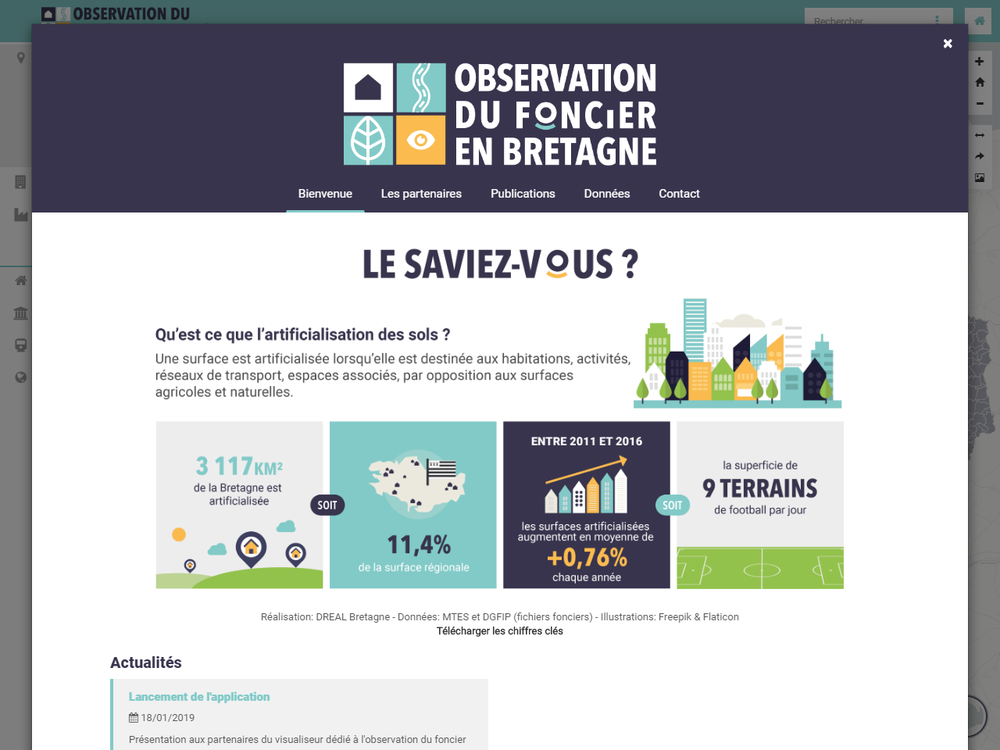 OBSERVATION DU
Rechercher
OBSERVATION
DU FONCIER
EN BRETAGNE
Bienvenue Les partenaires Publications Données Contact
LE SAVIEZ-VOUS ?
Qu'est ce que l'artificialisation des sols ?
Une surface est artificialisée lorsqu'elle est destinée aux habitations, activités,
réseaux de transport, espaces associés, par opposition aux surfaces
agricoles et naturelles.
3 117KM²
de la Bretagne est
artificialisée
SOIT
11,4%
de la surface régionale
ENTRE 2011 ET 2016
les surfaces artificialisées
augmentent en moyenne de
+0,76%
chaque année
SOIT
la superficie de
9 TERRAINS
de football par jour
Réalisation: DREAL Bretagne - Données: MTES et DGFIP (fichiers fonciers) - Illustrations: Freepik & Flaticon
Télécharger les chiffres clés
Actualités
Lancement de l'application
18/01/2019
Présentation aux partenaires du visualiseur dédié à l'observation du foncier